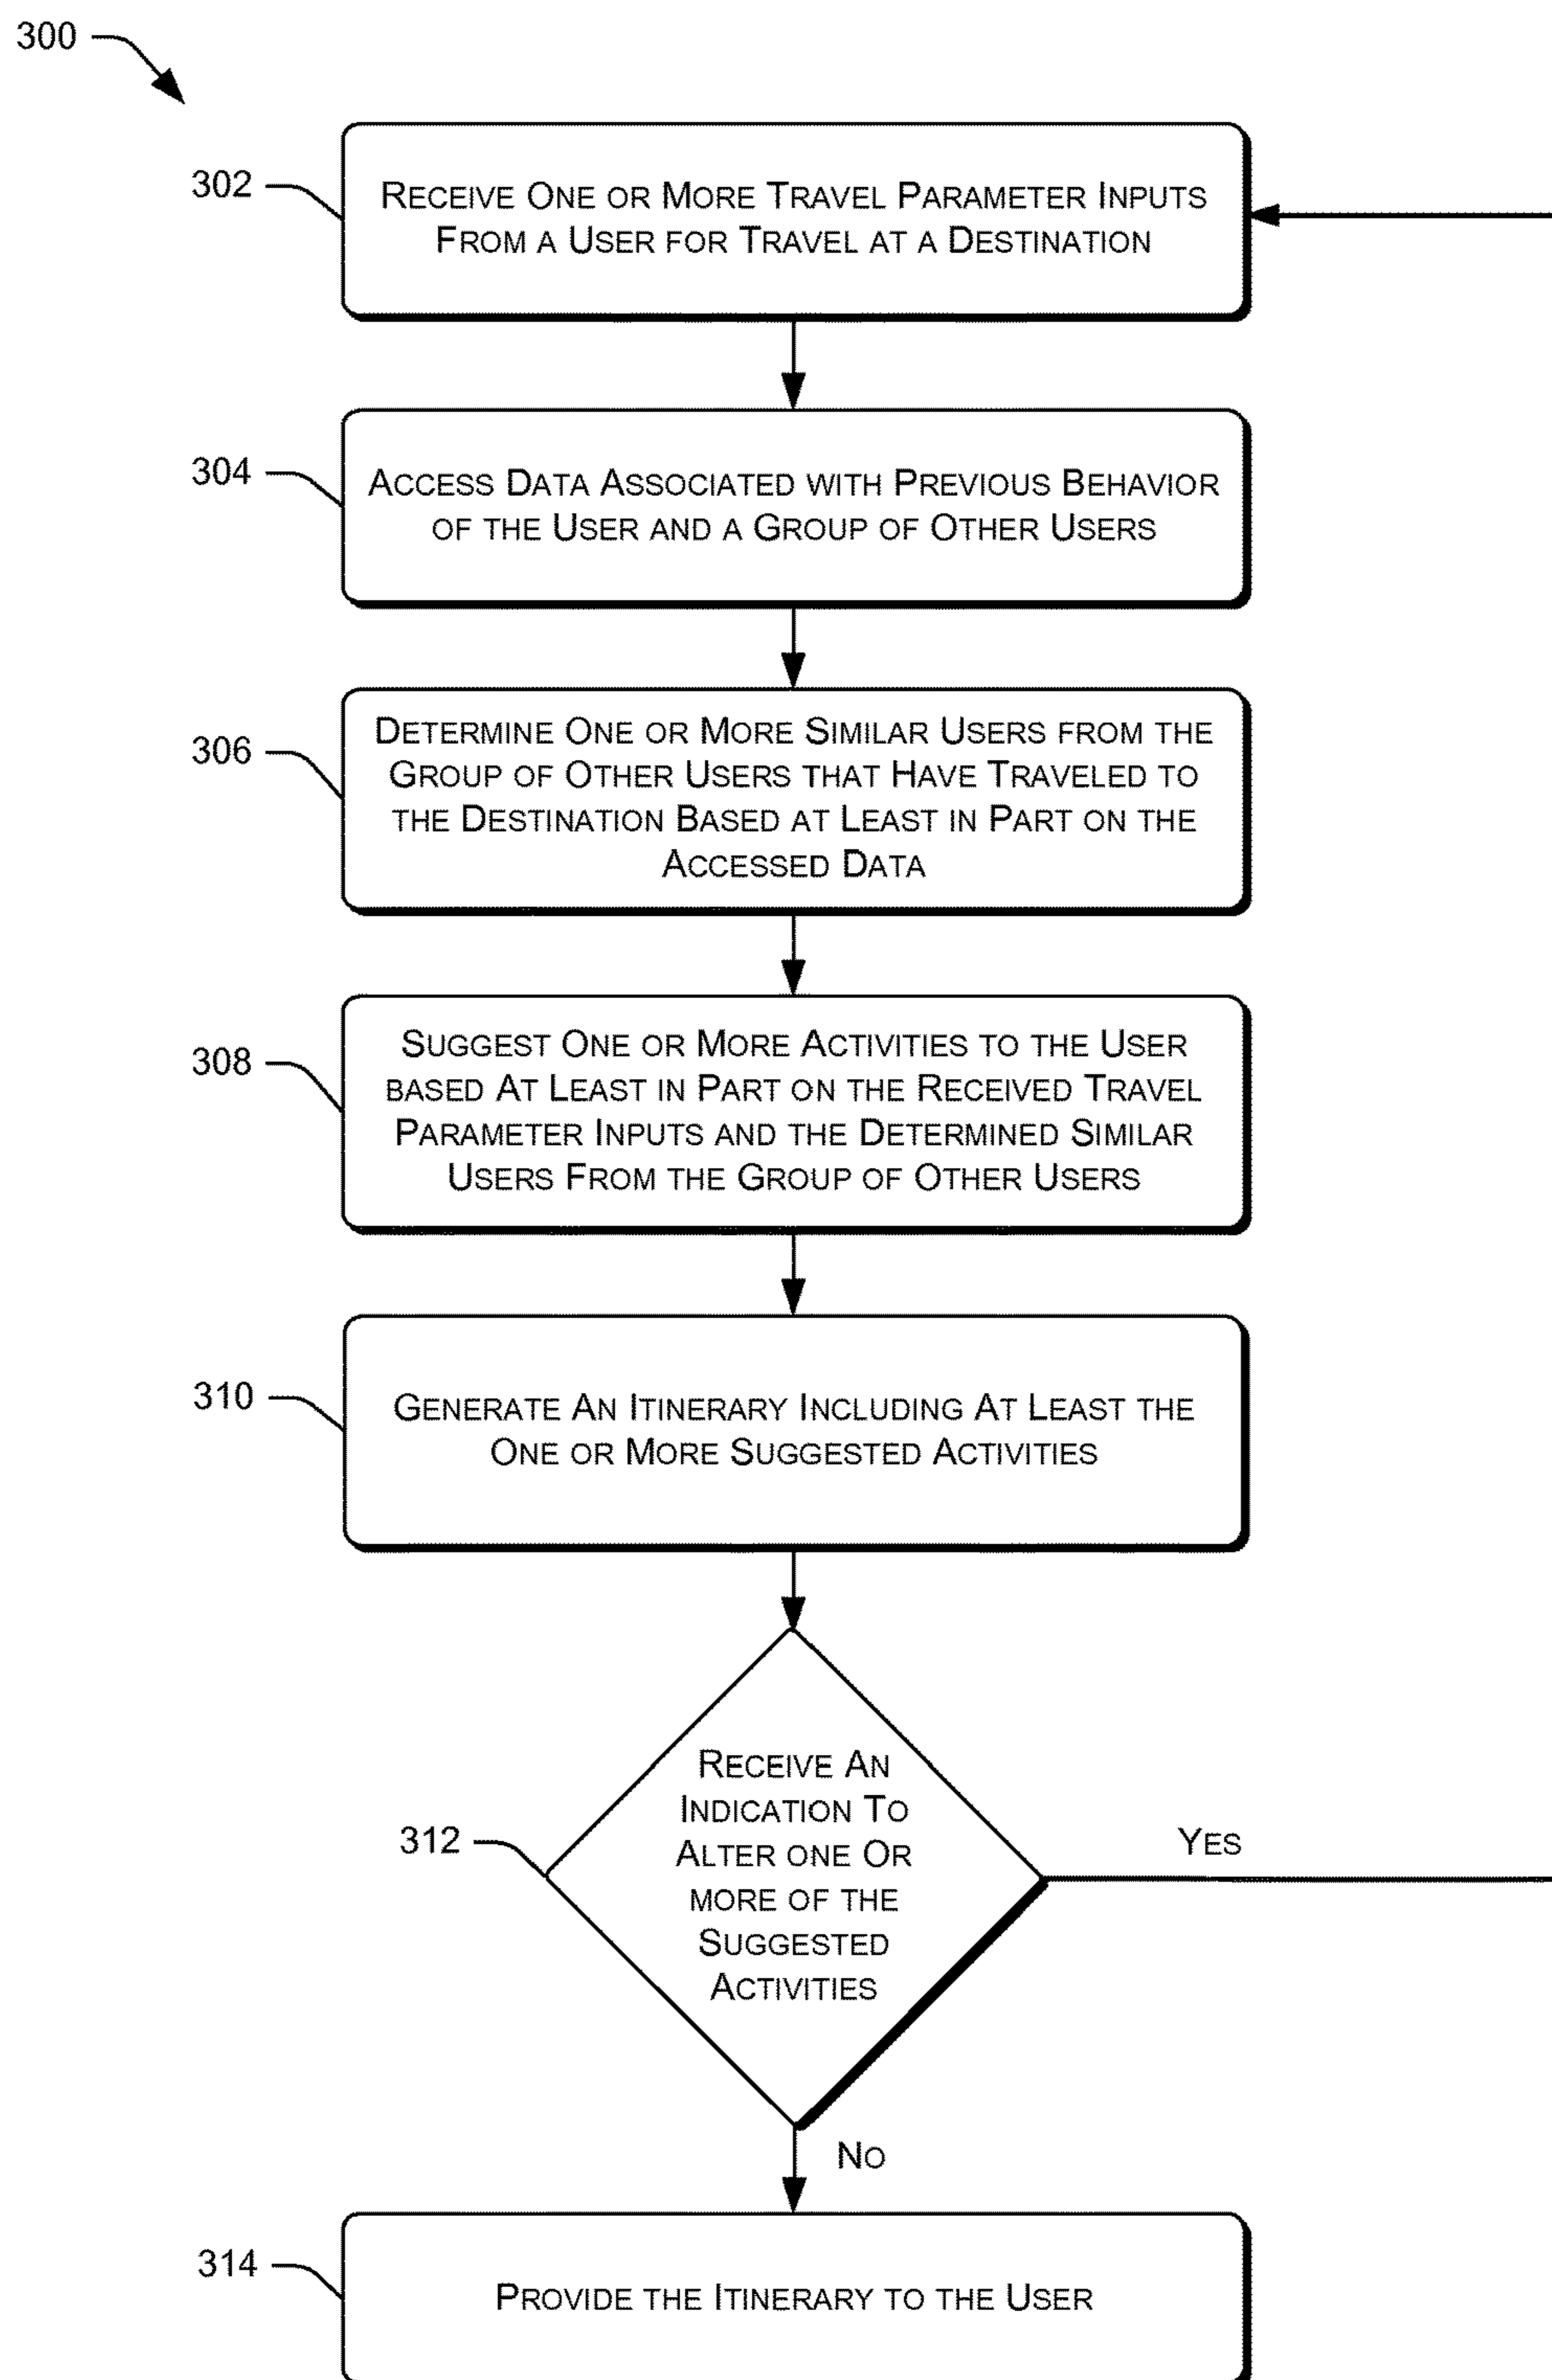 300
302
RECEIVE ONE OR MORE TRAVEL PARAMETER INPUTS
FROM A USER FOR TRAVEL AT A DESTINATION
304
ACCESS DATA ASSOCIATED WITH PREVIOUS BEHAVIOR
OF THE USER AND A GROUP OF OTHER USERS
306
DETERMINE ONE OR MORE SIMILAR USERS FROM THE
GROUP OF OTHER USERS THAT HAVE TRAVELED TO
THE DESTINATION BASED AT LEAST IN PART ON THE
ACCESSED DATA
308
SUGGEST ONE OR MORE ACTIVITIES TO THE USER
BASED AT LEAST IN PART ON THE RECEIVED TRAVEL
PARAMETER INPUTS AND THE DETERMINED SIMILAR
USERS FROM THE GROUP OF OTHER USERS
310
GENERATE AN ITINERARY INCLUDING AT LEAST THE
ONE OR MORE SUGGESTED ACTIVITIES
312
RECEIVE AN
INDICATION TO
ALTER ONE OR
MORE OF THE
SUGGESTED
ACTIVITIES
YES
NO
314
PROVIDE THE ITINERARY TO THE USER